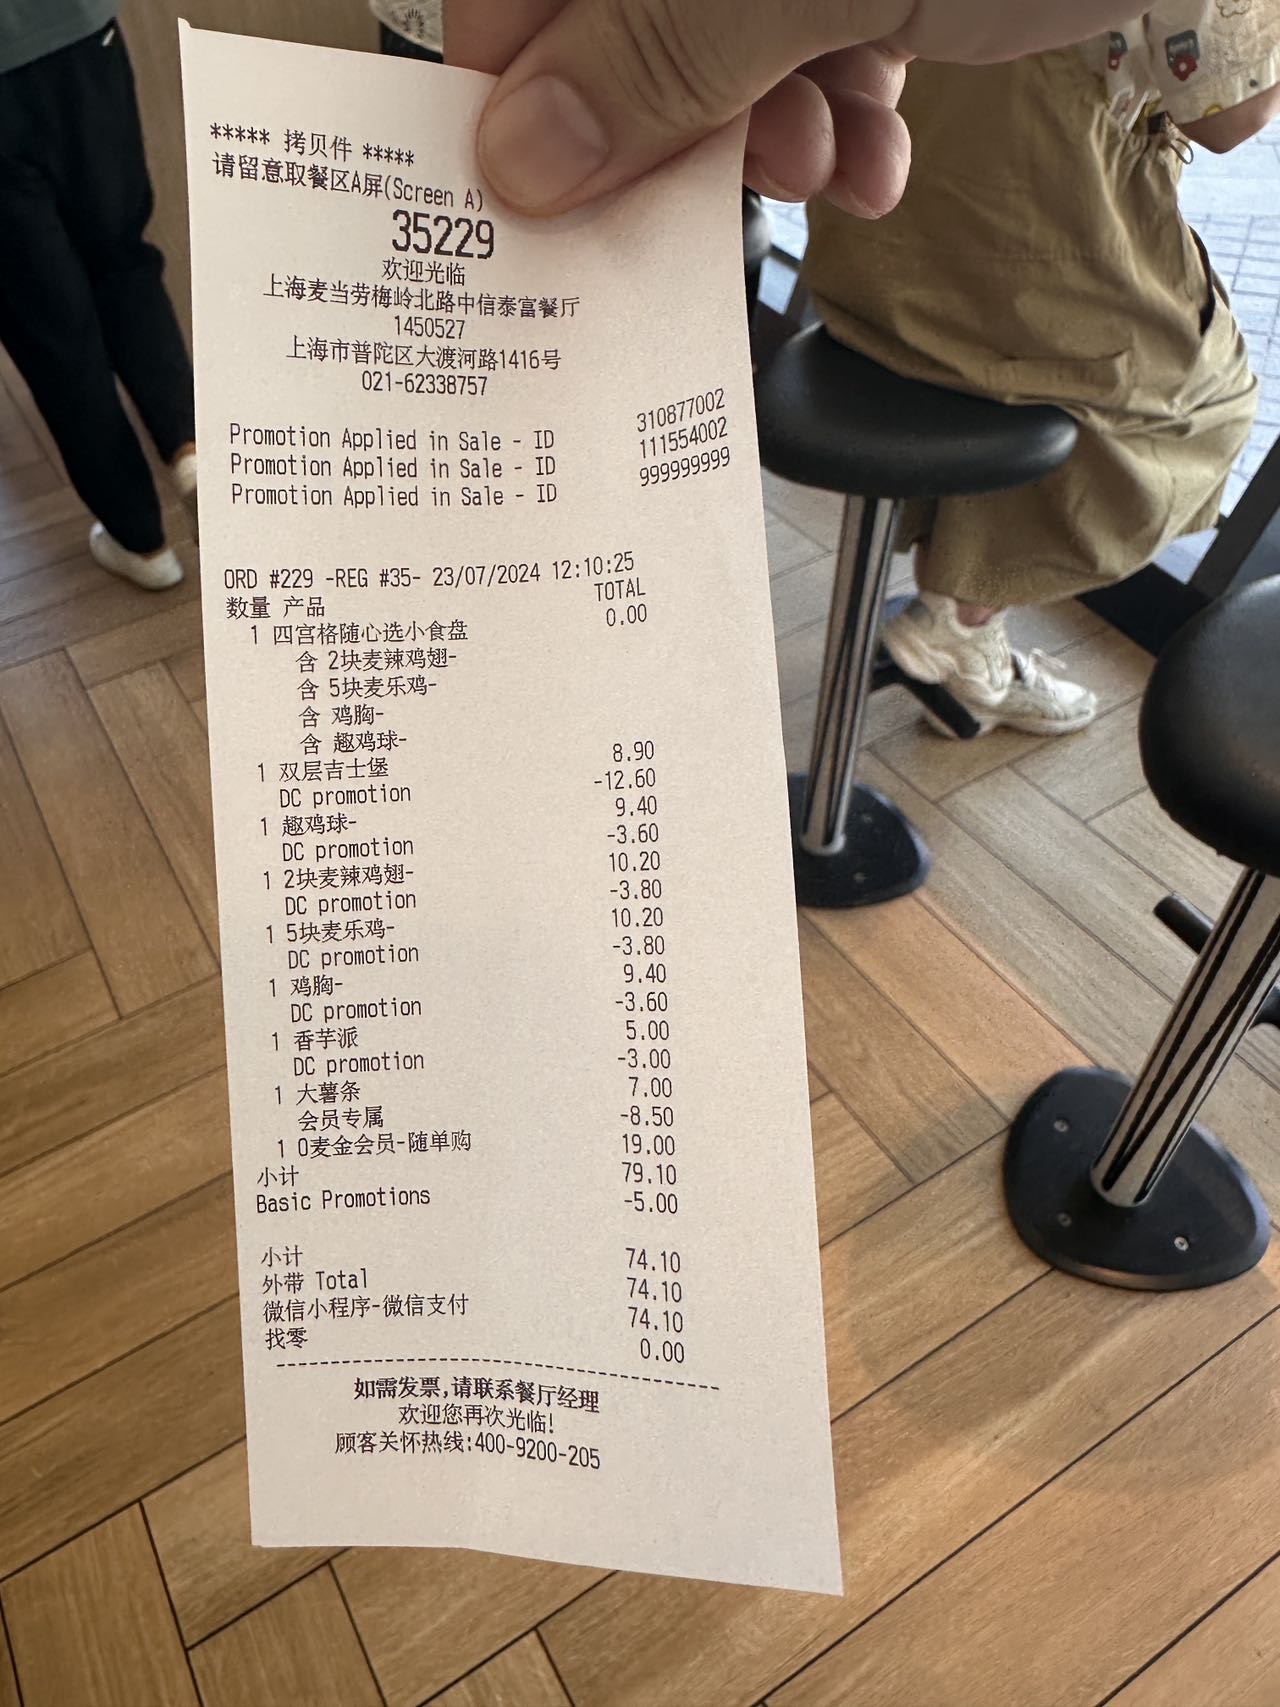 ***** 拷贝件 *****
请留意取餐区A屏(Screen A)
35229
欢迎光临
上海麦当劳梅岭北路中信泰富餐厅
1450527
上海市普陀区大渡河路1416号
021-62338757
Promotion Applied in Sale - ID 310877002
Promotion Applied in Sale - ID 111554002
Promotion Applied in Sale - ID 999999999
ORD #229 -REG #35- 23/07/2024 12:10:25
数量 产品 TOTAL
1 四宫格随心选小食盘 0.00
含 2块麦辣鸡翅-
含 5块麦乐鸡-
含 鸡胸-
含 趣鸡球-
1 双层吉士堡 8.90
DC promotion -12.60
1 趣鸡球- 9.40
DC promotion -3.60
1 2块麦辣鸡翅- 10.20
DC promotion -3.80
1 5块麦乐鸡- 10.20
DC promotion -3.80
1 鸡胸- 9.40
DC promotion -3.60
1 香芋派 5.00
DC promotion -3.00
1 大薯条 7.00
会员专属 -8.50
1 0麦金会员-随单购 19.00
小计 79.10
Basic Promotions -5.00
小计 74.10
外带 Total 74.10
微信小程序-微信支付 74.10
找零 0.00
如需发票,请联系餐厅经理
欢迎您再次光临!
顾客关怀热线:400-9200-205